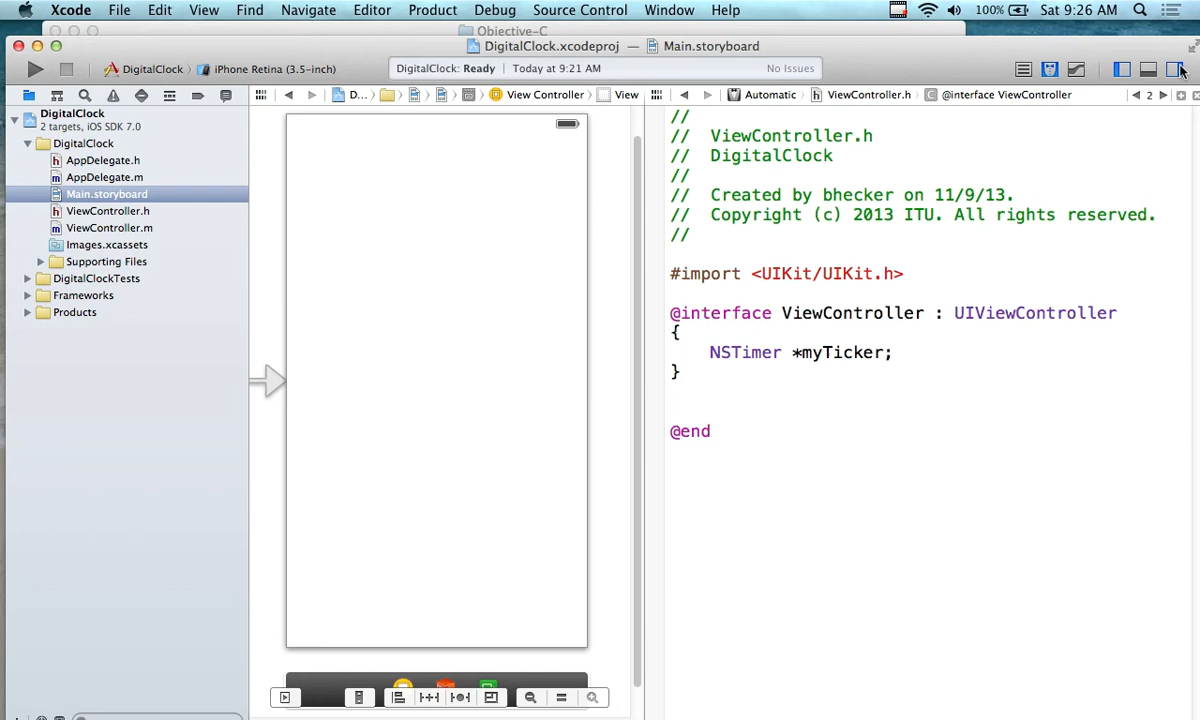 Xcode File Edit View Find Navigate Editor Product Debug Source Control Window Help 100% Sat 9:26 AM
Objective-C
DigitalClock.xcodeproj — Main.storyboard
DigitalClock › iPhone Retina (3.5-inch)
DigitalClock: Ready | Today at 9:21 AM No Issues
D... View Controller View
Automatic ViewController.h @interface ViewController 2
DigitalClock
2 targets, iOS SDK 7.0
DigitalClock
AppDelegate.h
AppDelegate.m
Main.storyboard
ViewController.h
ViewController.m
Images.xcassets
Supporting Files
DigitalClockTests
Frameworks
Products
//
// ViewController.h
// DigitalClock
//
// Created by bhecker on 11/9/13.
// Copyright (c) 2013 ITU. All rights reserved.
//
#import <UIKit/UIKit.h>
@interface ViewController : UIViewController
{
NSTimer *myTicker;
}
@end